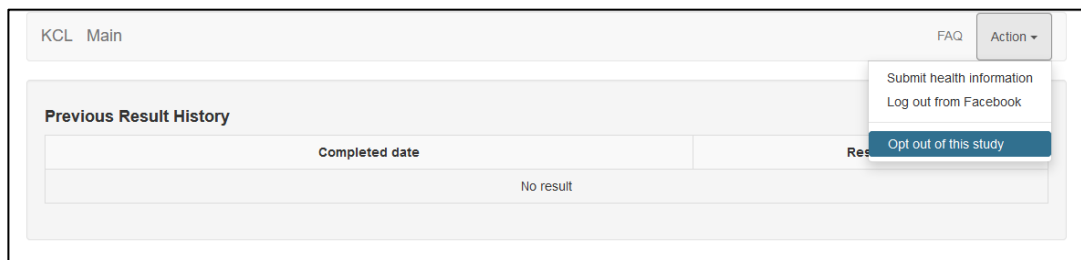 KCL Main FAQ Action
Submit health information
Log out from Facebook
Opt out of this study
Previous Result History
Completed date
No result